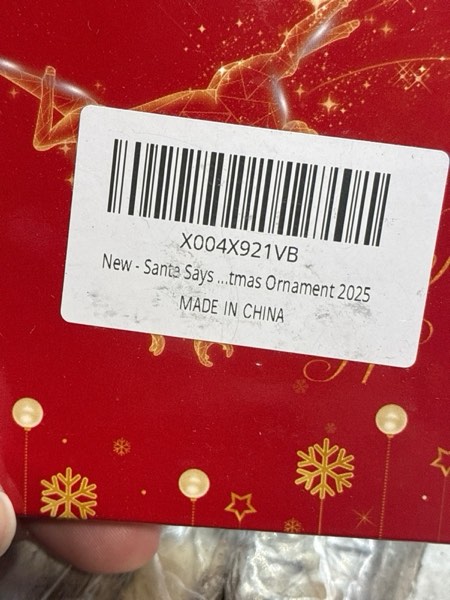 X004X921VB
New - Santa Says ...tmas Ornament 2025
MADE IN CHINA